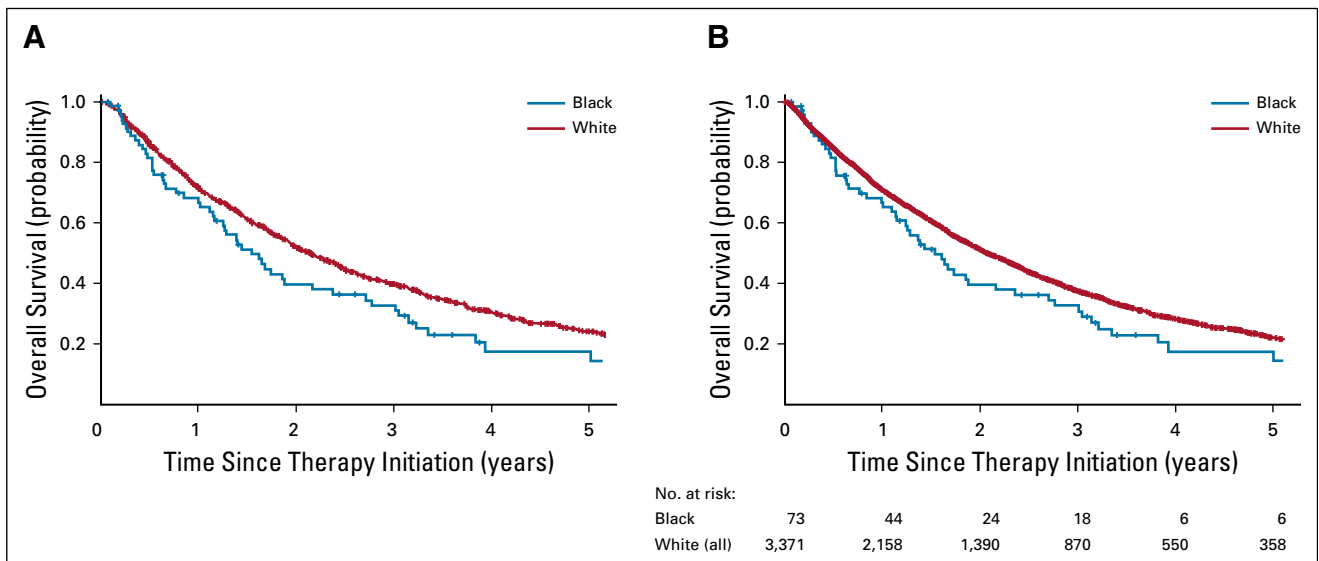 A
Overall Survival (probability)
1.0
0.8
0.6
0.4
0.2
Black
White
0 1 2 3 4 5
Time Since Therapy Initiation (years)
B
Overall Survival (probability)
1.0
0.8
0.6
0.4
0.2
Black
White
0 1 2 3 4 5
Time Since Therapy Initiation (years)
No. at risk:
Black 73 44 24 18 6 6
White (all) 3,371 2,158 1,390 870 550 358